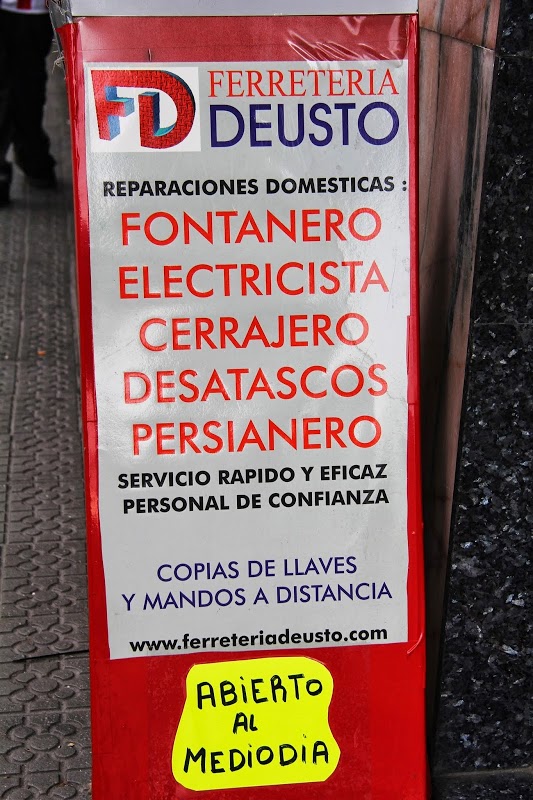 FD FERRETERIA
DEUSTO
REPARACIONES DOMESTICAS :
FONTANERO
ELECTRICISTA
CERRAJERO
DESATASCOS
PERSIANERO
SERVICIO RAPIDO Y EFICAZ
PERSONAL DE CONFIANZA
COPIAS DE LLAVES
Y MANDOS A DISTANCIA
www.ferreteriadeusto.com
ABIERTO
AL
MEDIODIA